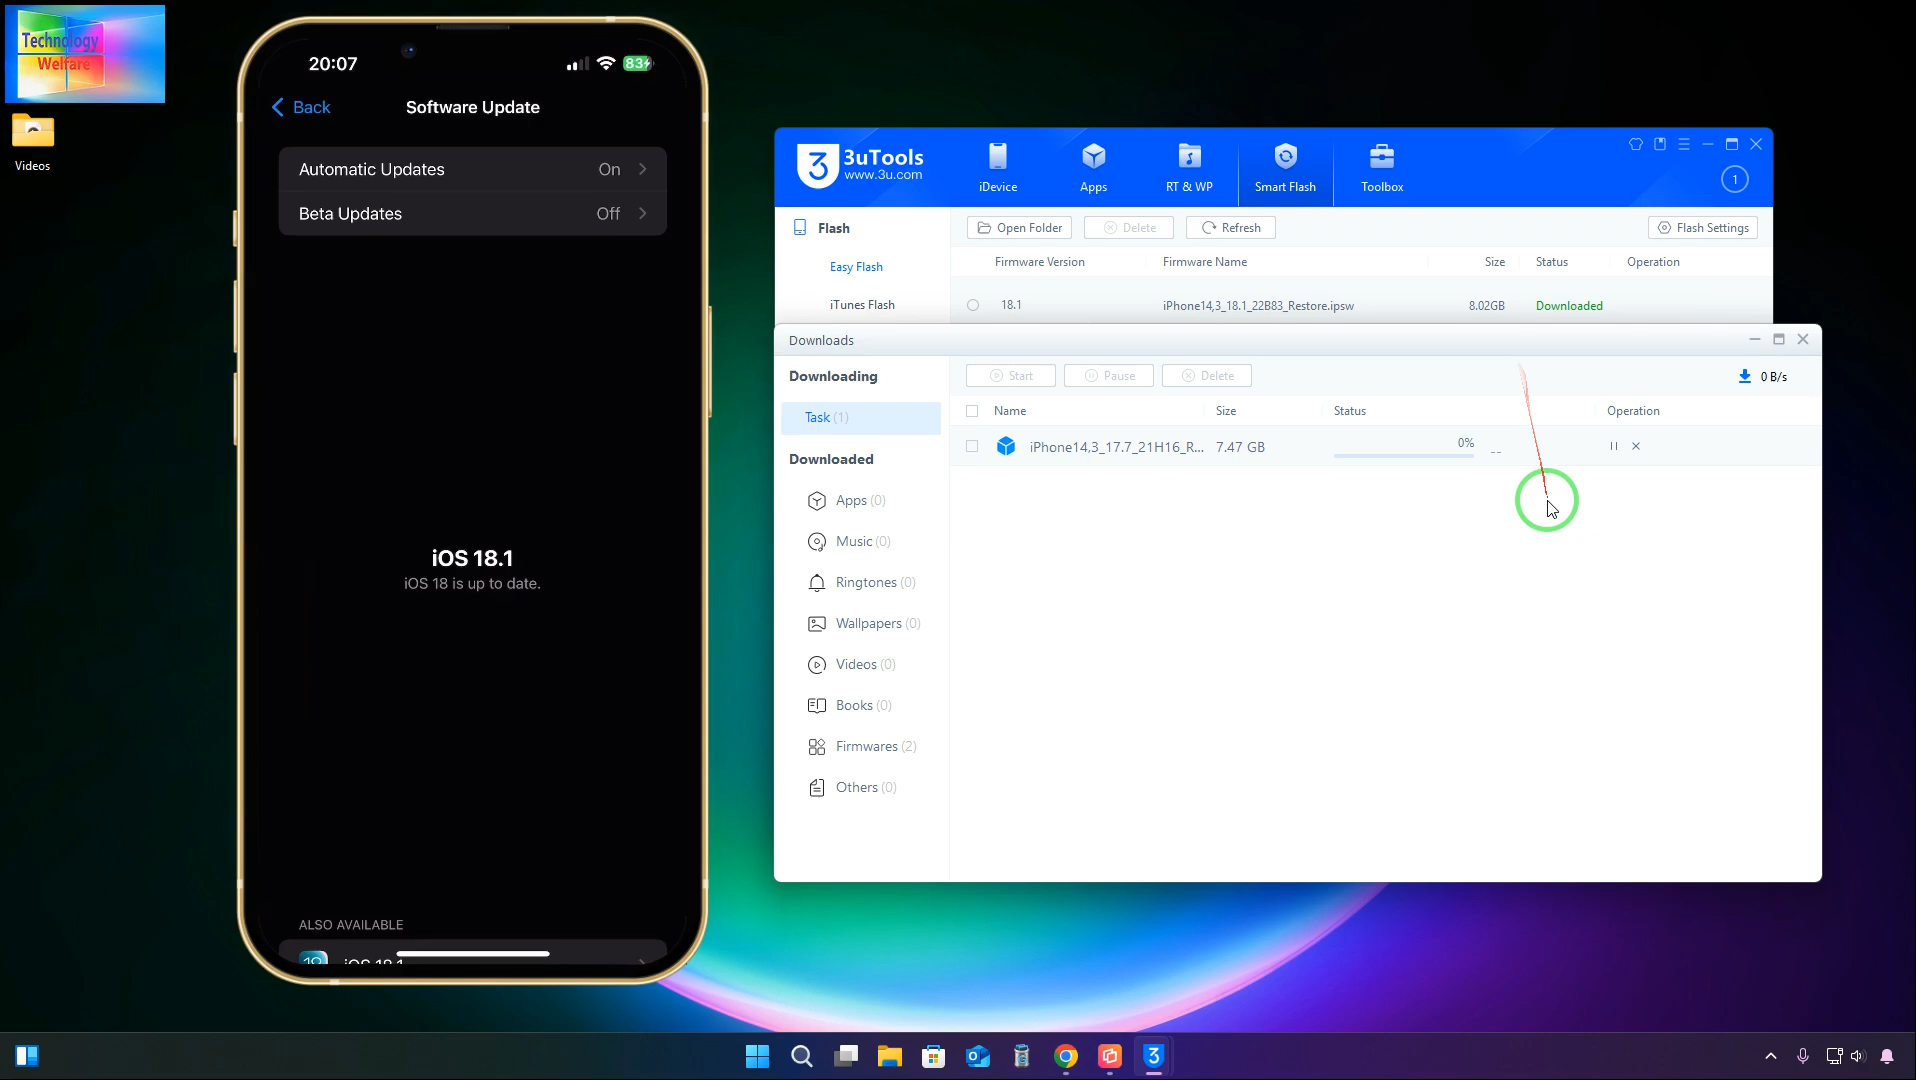 Technology
Welfare
Videos
20:07
83
Back
Software Update
Automatic Updates On
Beta Updates Off
iOS 18.1
iOS 18 is up to date.
ALSO AVAILABLE
iOS 18.1
3 3uTools
www.3u.com
iDevice
Apps
RT & WP
Smart Flash
Toolbox
1
Flash
Open Folder
Delete
Refresh
Flash Settings
Firmware Version Firmware Name Size Status Operation
Easy Flash
iTunes Flash
18.1 iPhone14,3_18.1_22B83_Restore.ipsw 8.02GB Downloaded
Downloads
Downloading
Start
Pause
Delete
0 B/s
Name Size Status Operation
Task (1)
iPhone14,3_17.7_21H16_R... 7.47 GB 0% --
Downloaded
Apps (0)
Music (0)
Ringtones (0)
Wallpapers (0)
Videos (0)
Books (0)
Firmwares (2)
Others (0)